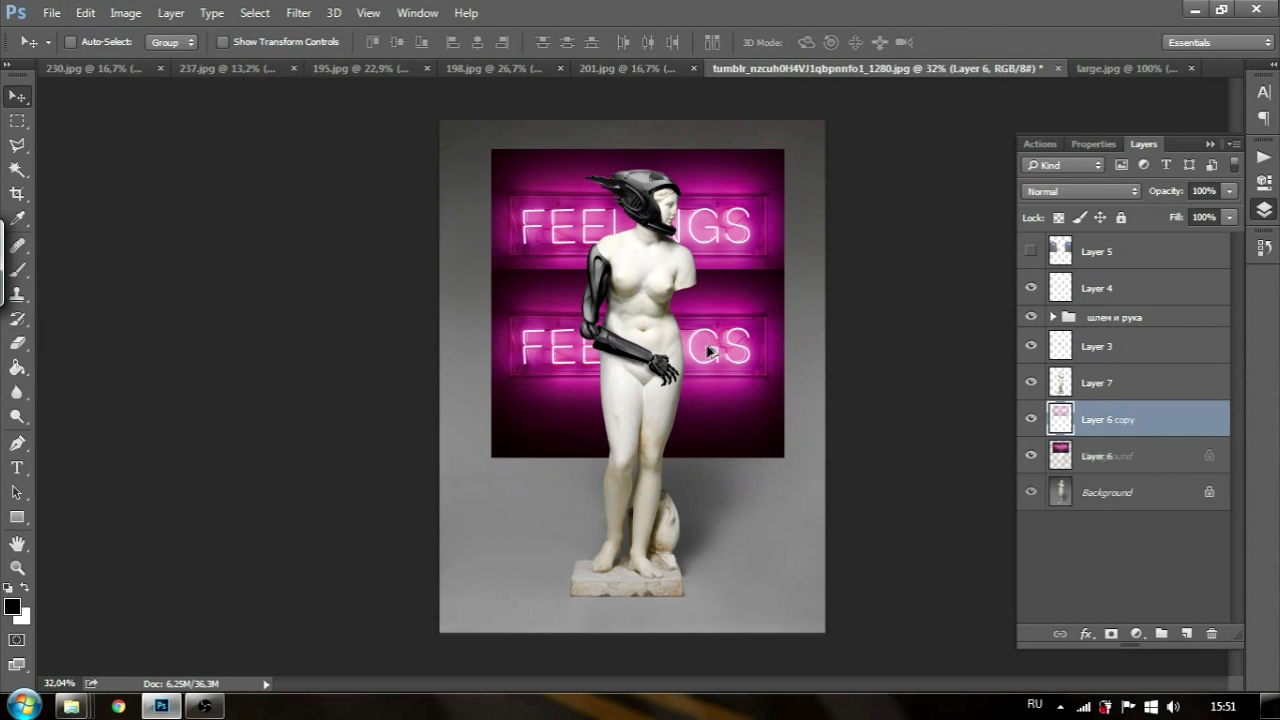 Ps File Edit Image Layer Type Select Filter 3D View Window Help
Auto-Select: Group Show Transform Controls 3D Mode: Essentials
230.jpg @ 16,7% (... × 237.jpg @ 13,2% (... × 195.jpg @ 22,9% (... × 198.jpg @ 26,7% (... × 201.jpg @ 16,7% (... × tumblr_nzcuh0H4VJ1qbpnnfo1_1280.jpg @ 32% (Layer 6, RGB/8#) * × large.jpg @ 100% (... ×
Actions Properties Layers
Kind
Normal Opacity: 100%
Lock: Fill: 100%
FEEL NGS
Layer 5
Layer 4
шлем и рука
FEE GS
Layer 3
Layer 7
Layer 6 copy
Layer 6
Background
fx
32,04% Doc: 6,25M/36,3M
Ps RU 15:51